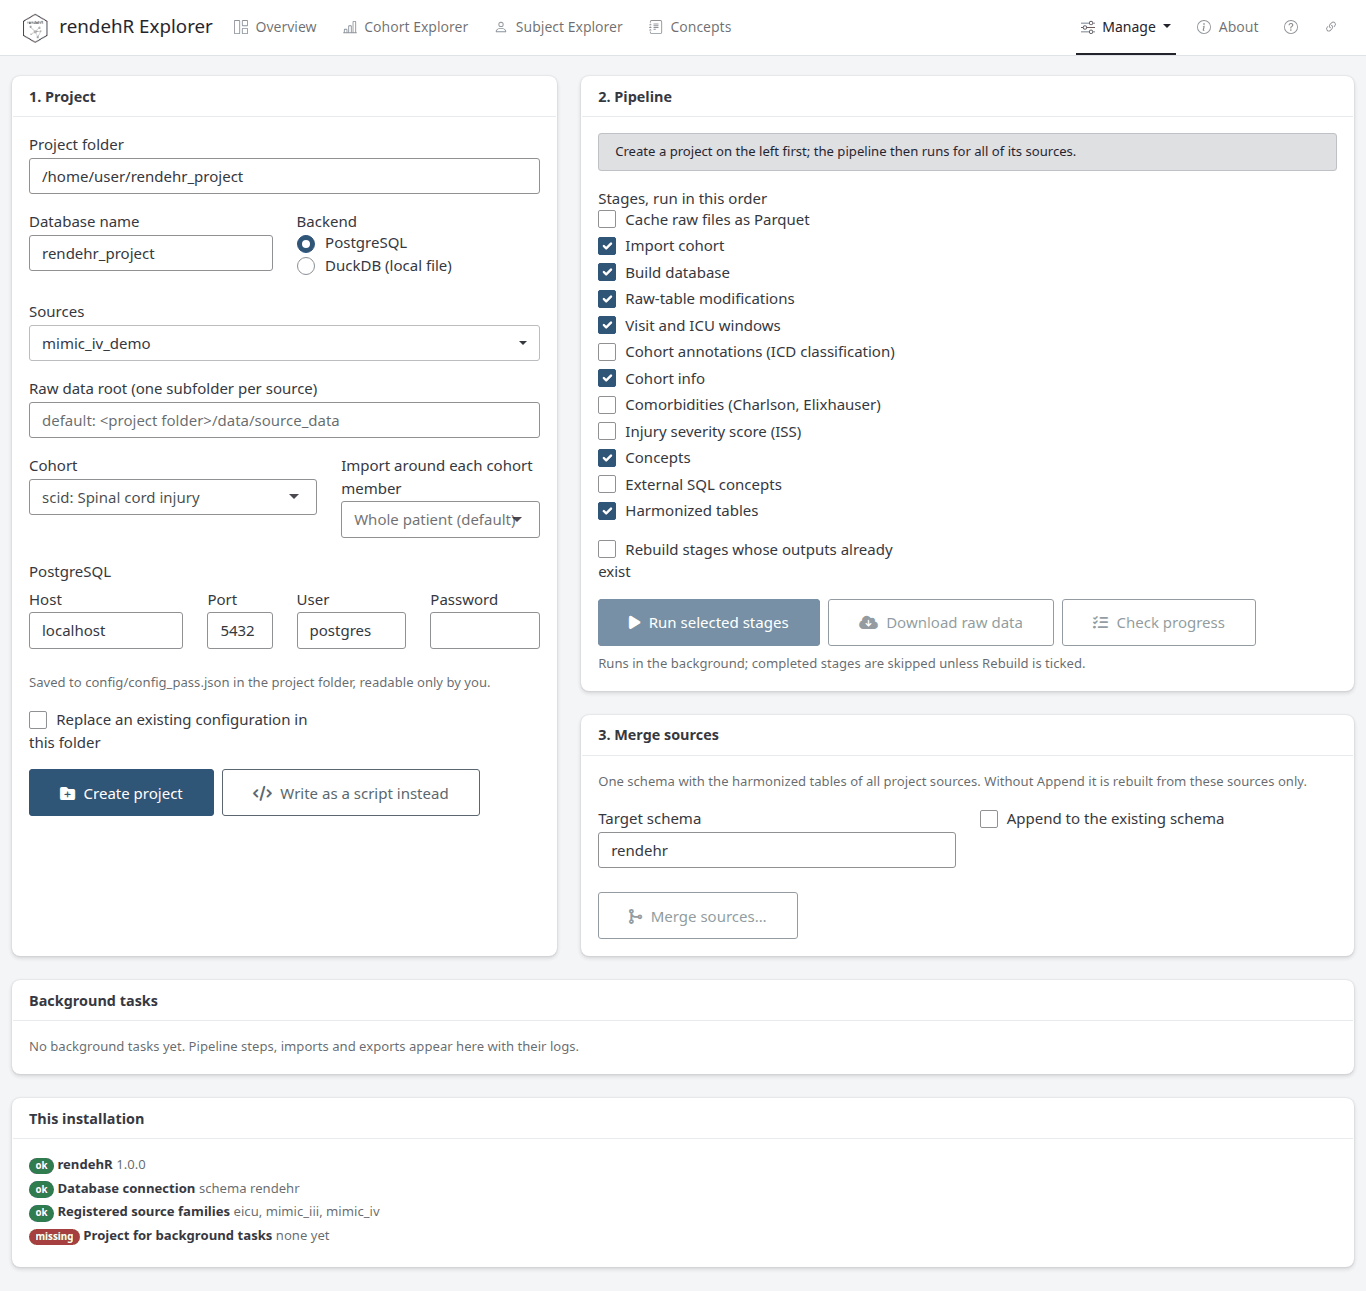 rendehR Explorer
Overview
Cohort Explorer
Subject Explorer
Concepts
Manage
About
1. Project
Project folder
/home/user/rendehr_project
Database name
rendehr_project
Backend
PostgreSQL
DuckDB (local file)
Sources
mimic_iv_demo
Raw data root (one subfolder per source)
default: <project folder>/data/source_data
Cohort
scid: Spinal cord injury
Import around each cohort
member
Whole patient (default)
PostgreSQL
Host
localhost
Port
5432
User
postgres
Password
Saved to config/config_pass.json in the project folder, readable only by you.
Replace an existing configuration in
this folder
Create project
Write as a script instead
2. Pipeline
Create a project on the left first; the pipeline then runs for all of its sources.
Stages, run in this order
Cache raw files as Parquet
Import cohort
Build database
Raw-table modifications
Visit and ICU windows
Cohort annotations (ICD classification)
Cohort info
Comorbidities (Charlson, Elixhauser)
Injury severity score (ISS)
Concepts
External SQL concepts
Harmonized tables
Rebuild stages whose outputs already
exist
Run selected stages
Download raw data
Check progress
Runs in the background; completed stages are skipped unless Rebuild is ticked.
3. Merge sources
One schema with the harmonized tables of all project sources. Without Append it is rebuilt from these sources only.
Target schema
rendehr
Append to the existing schema
Merge sources...
Background tasks
No background tasks yet. Pipeline steps, imports and exports appear here with their logs.
This installation
ok rendehR 1.0.0
ok Database connection schema rendehr
ok Registered source families eicu, mimic_iii, mimic_iv
missing Project for background tasks none yet